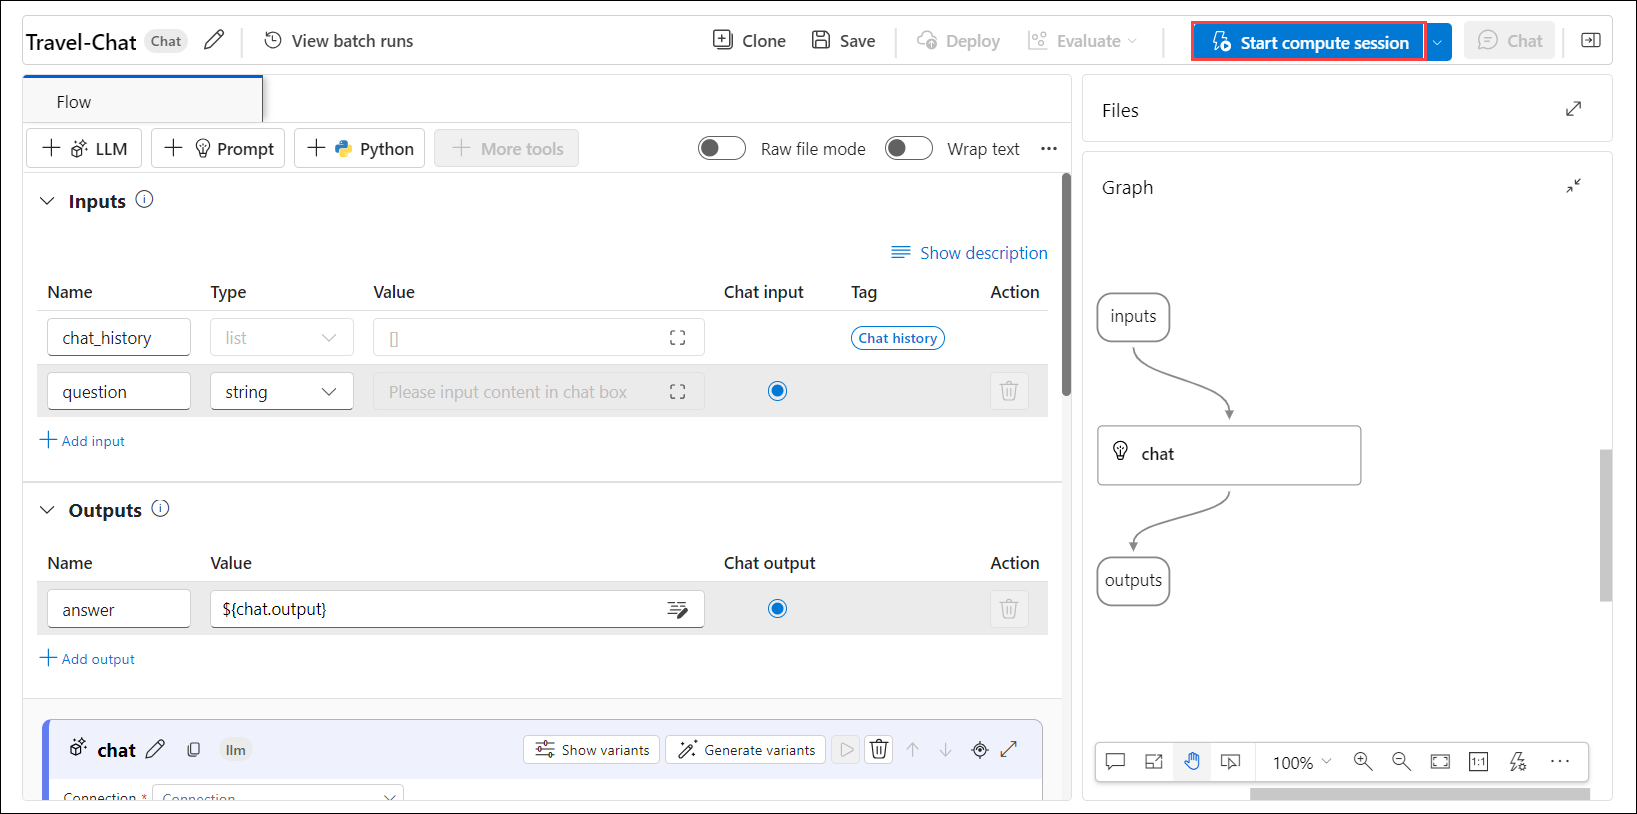 Travel-Chat Chat View batch runs Clone Save Deploy Evaluate Start compute session Chat
Flow
LLM Prompt Python More tools Raw file mode Wrap text ...
Inputs
Show description
Name Type Value Chat input Tag Action
chat_history list [] Chat history
question string Please input content in chat box
Add input
Outputs
Name Value Chat output Action
answer ${chat.output}
Add output
chat llm Show variants Generate variants
Connection * Connection
Files
Graph
inputs
chat
outputs
100% 1:1 ...